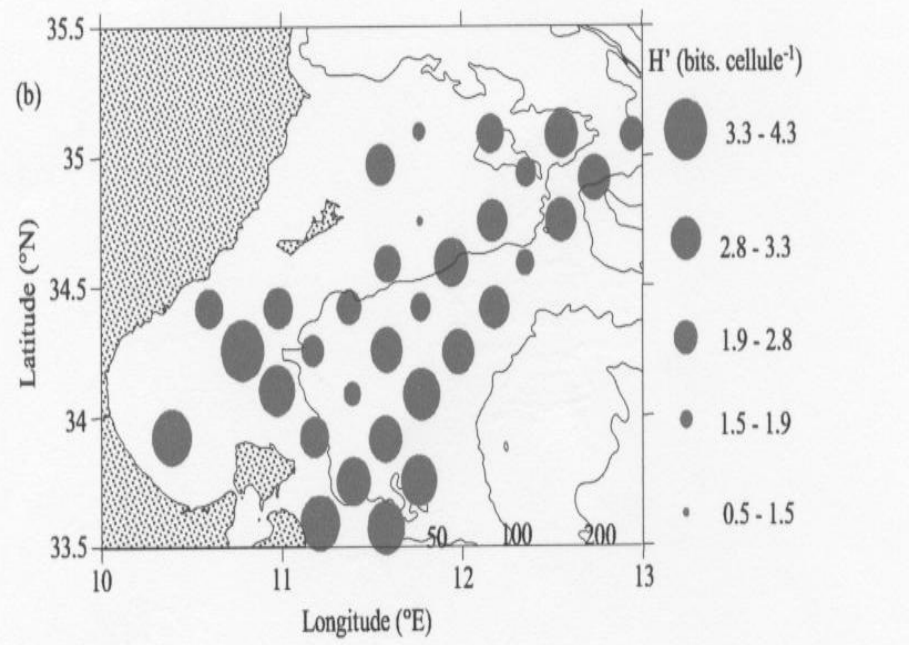 35.5
H' (bits. cellule⁻¹)
(b)
3.3 - 4.3
35
2.8 - 3.3
Latitude (°N)
34.5
1.9 - 2.8
34
1.5 - 1.9
0.5 - 1.5
50 100 200
33.5
10 11 12 13
Longitude (°E)